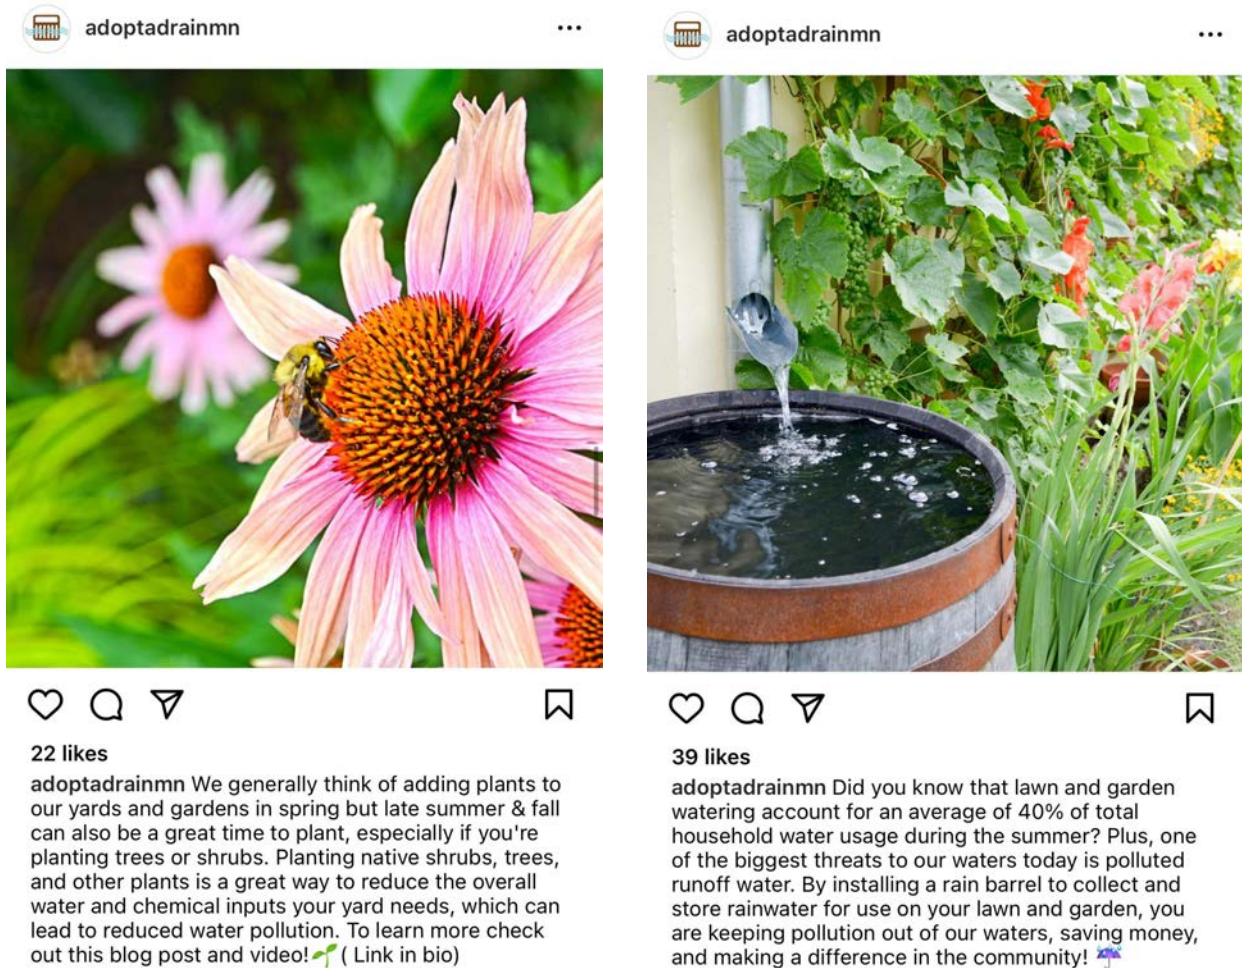 adoptadrainmn
22 likes
adoptadrainmn We generally think of adding plants to
our yards and gardens in spring but late summer & fall
can also be a great time to plant, especially if you're
planting trees or shrubs. Planting native shrubs, trees,
and other plants is a great way to reduce the overall
water and chemical inputs your yard needs, which can
lead to reduced water pollution. To learn more check
out this blog post and video!🌱 ( Link in bio)
adoptadrainmn
39 likes
adoptadrainmn Did you know that lawn and garden
watering account for an average of 40% of total
household water usage during the summer? Plus, one
of the biggest threats to our waters today is polluted
runoff water. By installing a rain barrel to collect and
store rainwater for use on your lawn and garden, you
are keeping pollution out of our waters, saving money,
and making a difference in the community! ☔